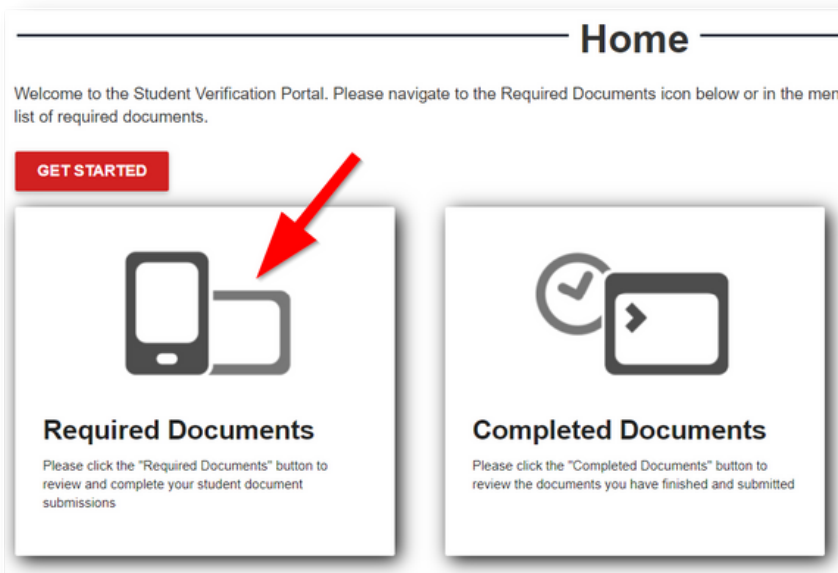 Home
Welcome to the Student Verification Portal. Please navigate to the Required Documents icon below or in the
list of required documents.
GET STARTED
Required Documents
Please click the "Required Documents" button to
review and complete your student document
submissions
Completed Documents
Please click the "Completed Documents" button to
review the documents you have finished and submitted